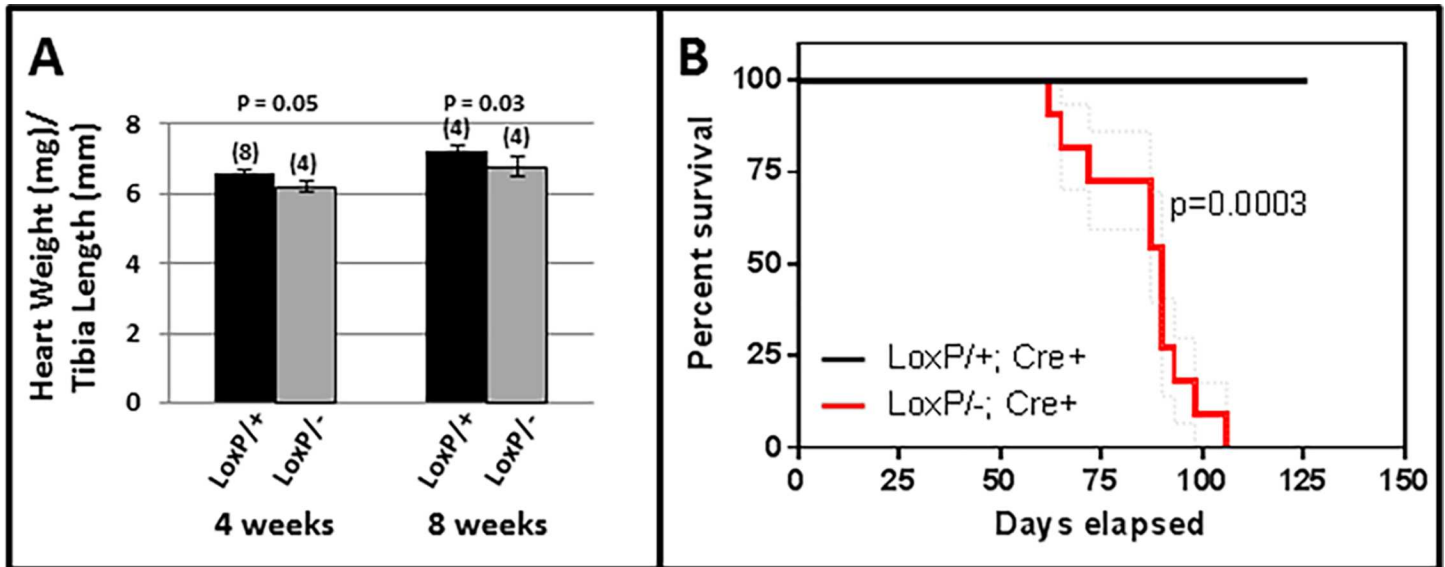 A
P = 0.05
P = 0.03
Heart Weight (mg)/
Tibia Length (mm)
8
6
4
2
0
(8)
(4)
(4)
(4)
LoxP/+
LoxP/-
LoxP/+
LoxP/-
4 weeks
8 weeks
B
Percent survival
100
75
50
25
0
p=0.0003
LoxP/+; Cre+
LoxP/-; Cre+
0 25 50 75 100 125 150
Days elapsed